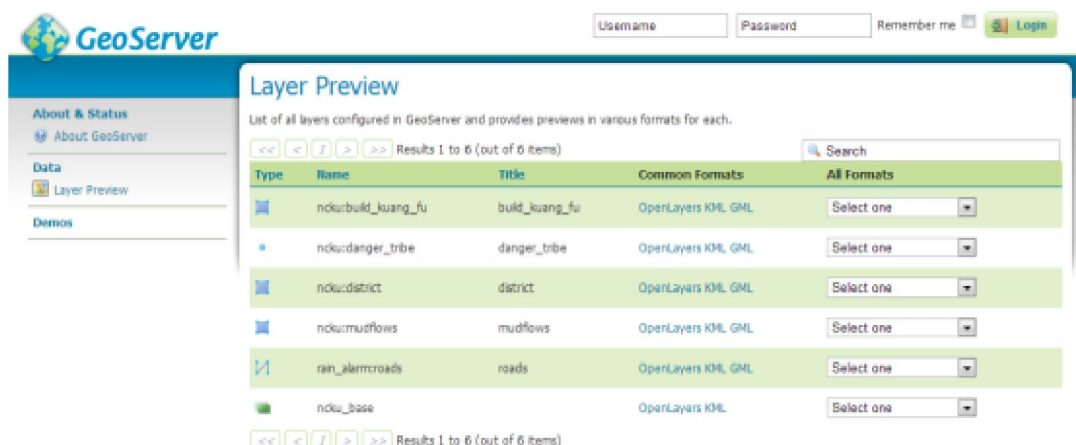 GeoServer
Username Password Remember me Login
Layer Preview
About & Status
About GeoServer
Data
Layer Preview
Demos
List of all layers configured in GeoServer and provides previews in various formats for each.
<< < 1 > >> Results 1 to 6 (out of 6 items) Search
Type Name Title Common Formats All Formats
ncku:build_kuang_fu build_kuang_fu OpenLayers KML GML Select one
ncku:danger_tribe danger_tribe OpenLayers KML GML Select one
ncku:district district OpenLayers KML GML Select one
ncku:mudflows mudflows OpenLayers KML GML Select one
rain_alarm:roads roads OpenLayers KML GML Select one
ncku_base OpenLayers KML Select one
<< < 1 > >> Results 1 to 6 (out of 6 items)